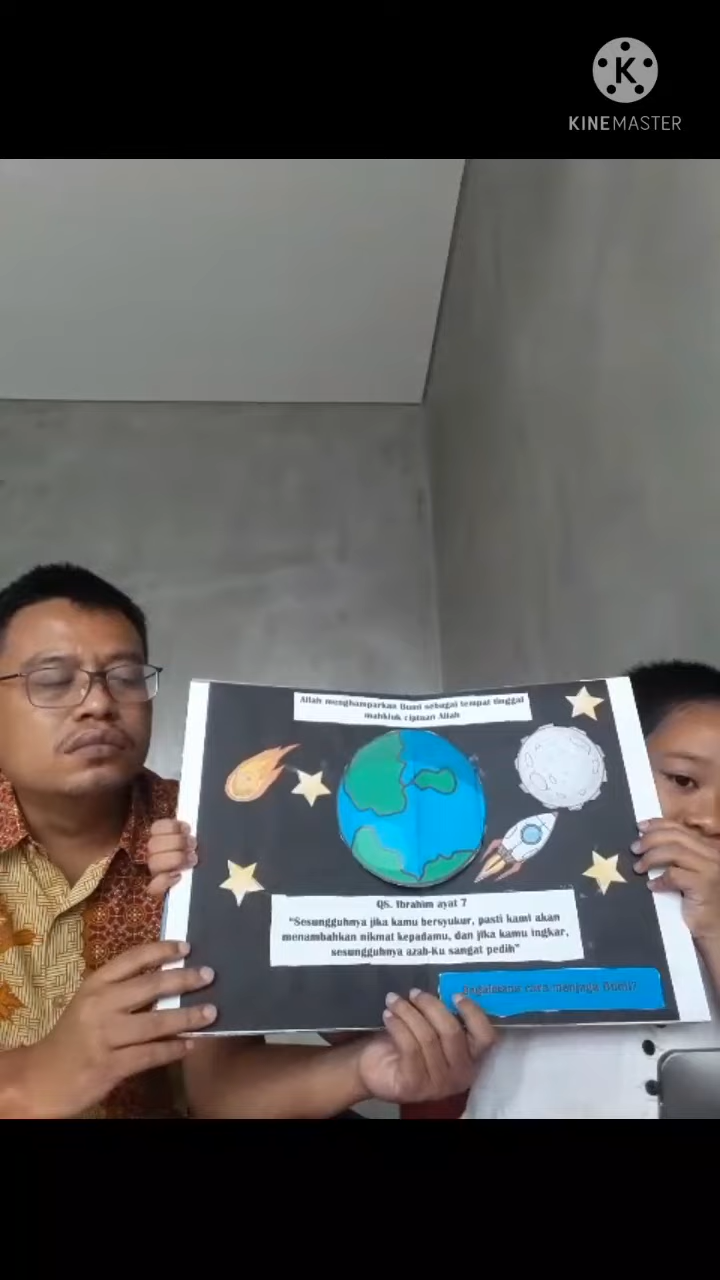 KINEMASTER
Allah menghamparkan Bumi sebagai tempat tinggal
mahkluk ciptaan Allah
QS. Ibrahim ayat 7
"Sesungguhnya jika kamu bersyukur, pasti kami akan
menambahkan nikmat kepadamu, dan jika kamu ingkar,
sesungguhnya azab-Ku sangat pedih"
Bagaimana cara menjaga Bumi?